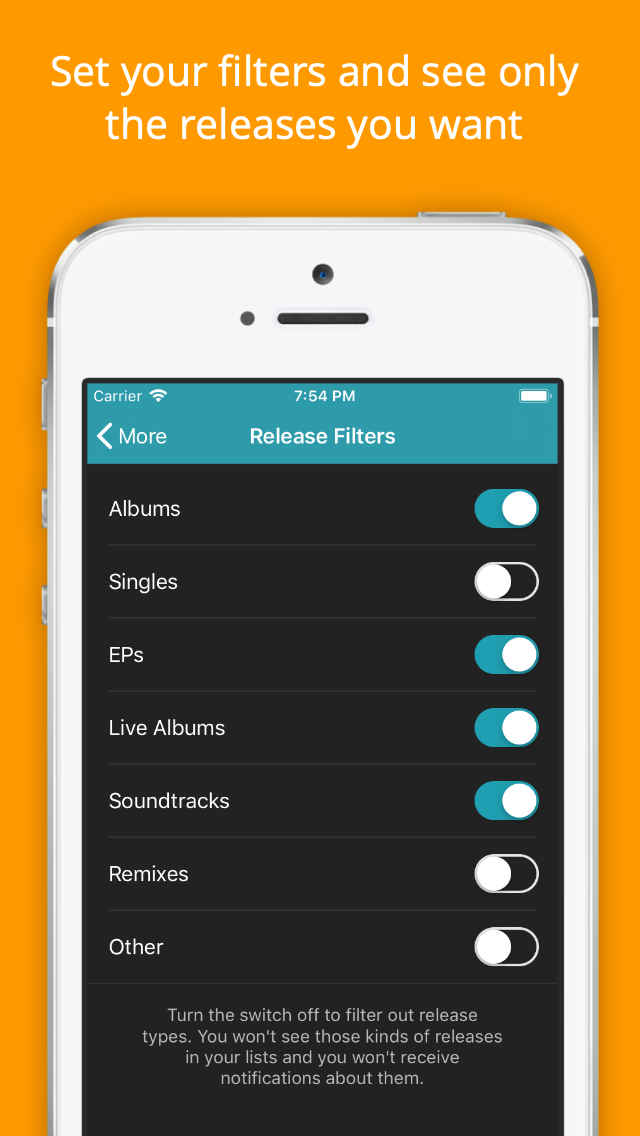 Set your filters and see only
the releases you want
Carrier 7:54 PM
More Release Filters
Albums
Singles
EPs
Live Albums
Soundtracks
Remixes
Other
Turn the switch off to filter out release
types. You won't see those kinds of releases
in your lists and you won't receive
notifications about them.